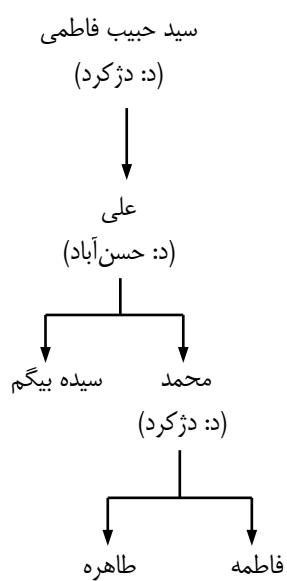 سید حبیب فاطمی
(د: دژکرد)
علی
(د: حسن‌آباد)
محمد
سیده بیگم
(د: دژکرد)
فاطمه
طاهره